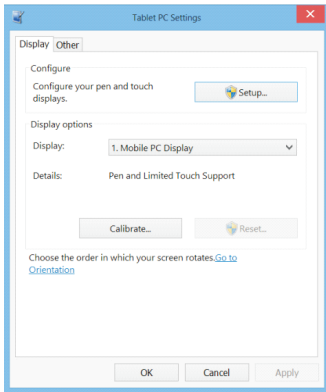 Tablet PC Settings
Display Other
Configure
Configure your pen and touch
displays.
Setup...
Display options
Display: 1. Mobile PC Display
Details: Pen and Limited Touch Support
Calibrate... Reset...
Choose the order in which your screen rotates.Go to
Orientation
OK Cancel Apply